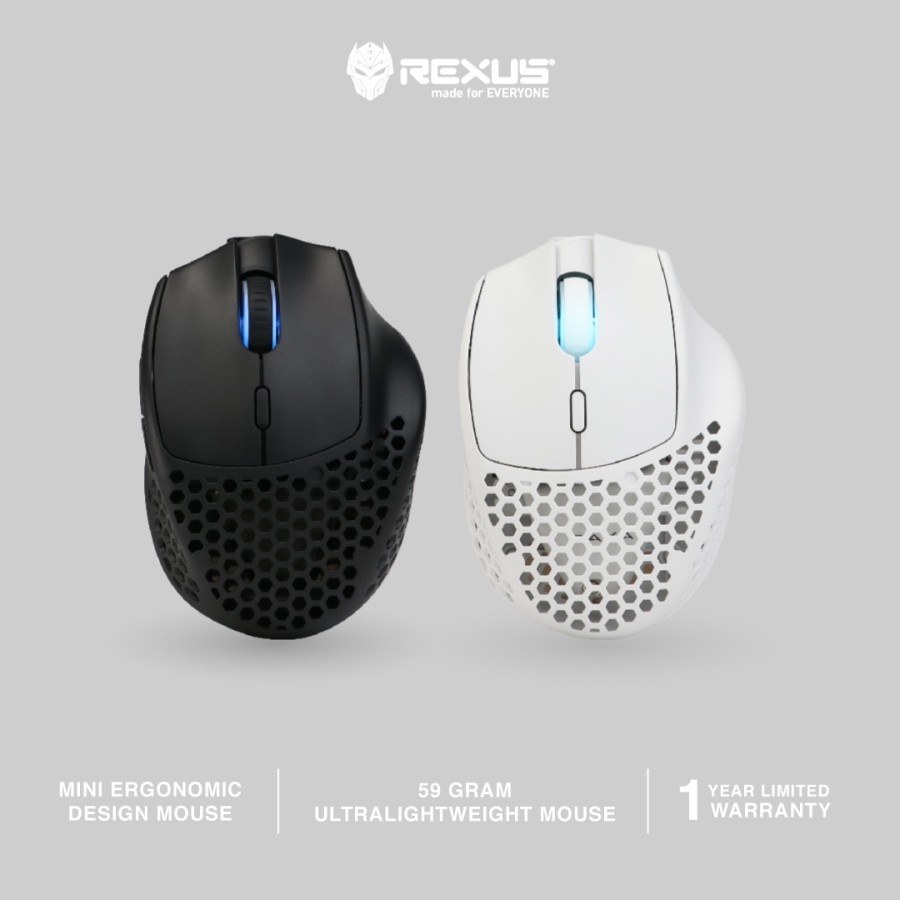 REXUS®
made for EVERYONE
MINI ERGONOMIC
DESIGN MOUSE
59 GRAM
ULTRALIGHTWEIGHT MOUSE
1 YEAR LIMITED
WARRANTY